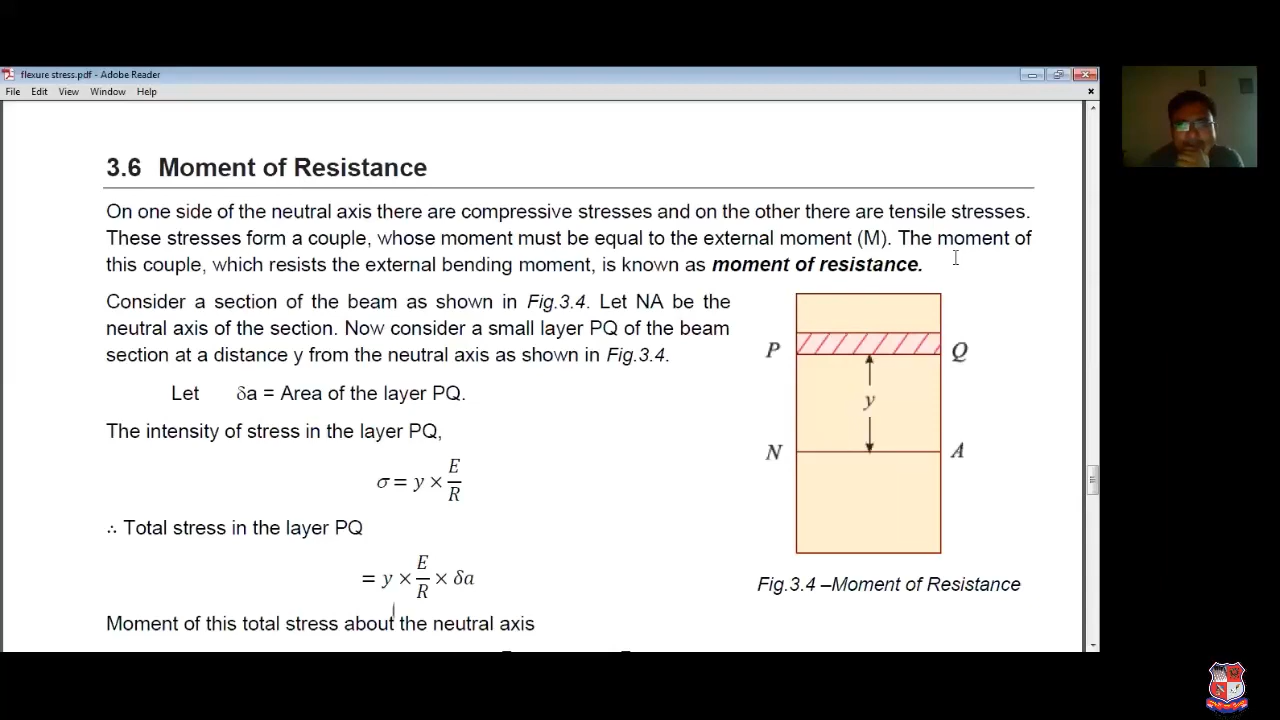 flexure stress.pdf - Adobe Reader
File Edit View Window Help
3.6 Moment of Resistance
On one side of the neutral axis there are compressive stresses and on the other there are tensile stresses.
These stresses form a couple, whose moment must be equal to the external moment (M). The moment of
this couple, which resists the external bending moment, is known as moment of resistance.
Consider a section of the beam as shown in Fig.3.4. Let NA be the
neutral axis of the section. Now consider a small layer PQ of the beam
section at a distance y from the neutral axis as shown in Fig.3.4.
Let δa = Area of the layer PQ.
The intensity of stress in the layer PQ,
σ = y × E/R
∴ Total stress in the layer PQ
= y × E/R × δa
Moment of this total stress about the neutral axis
P Q
y
N A
Fig.3.4 –Moment of Resistance